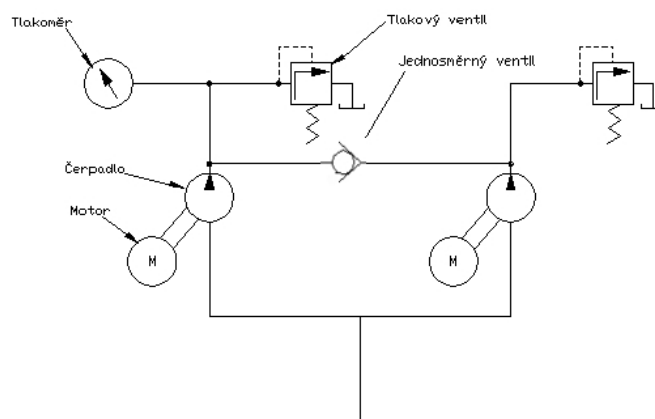 Tlakoměr
Tlakový ventil
Jednosměrný ventil
Čerpadlo
Motor
M
M